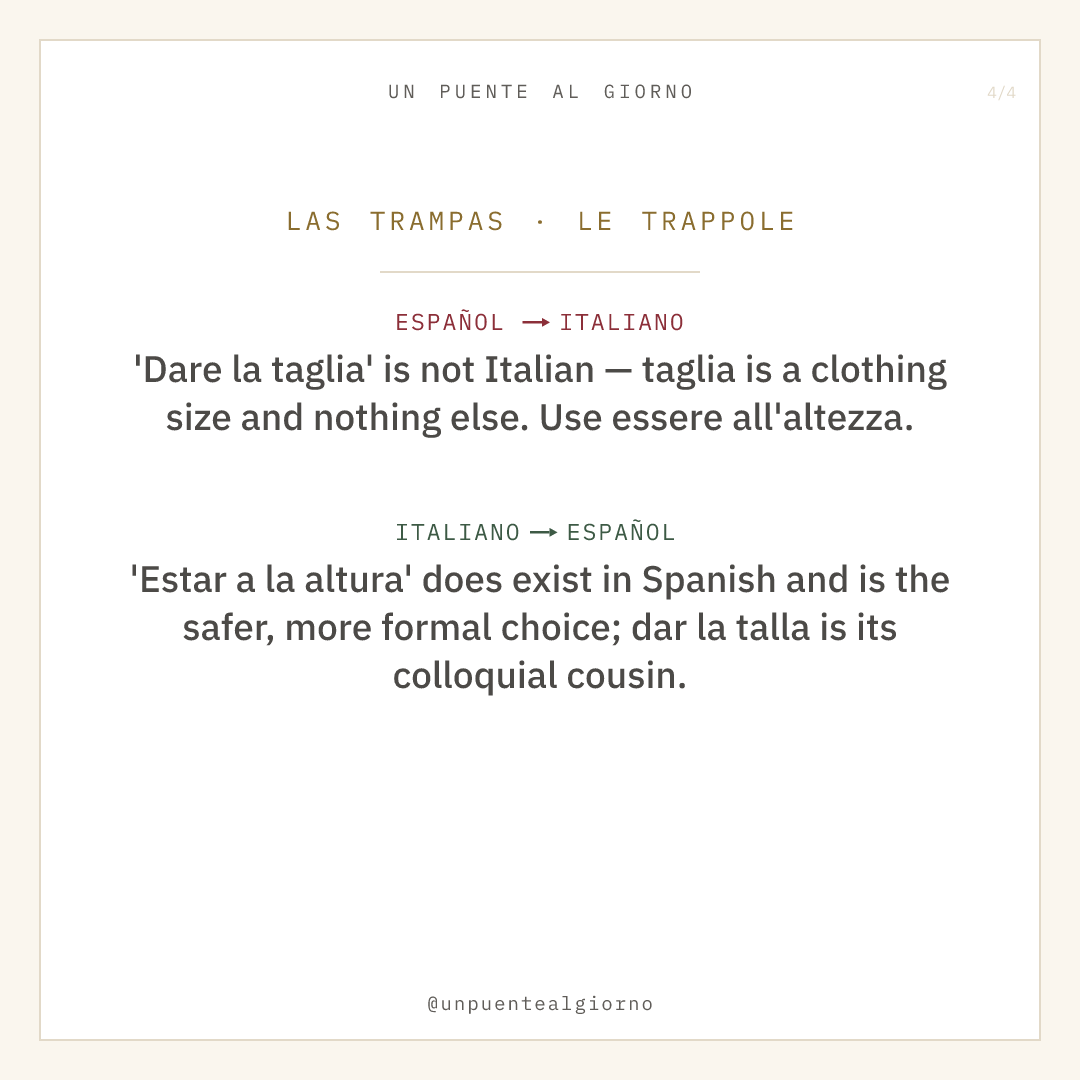 UN PUENTE AL GIORNO
4/4
LAS TRAMPAS · LE TRAPPOLE
ESPAÑOL → ITALIANO
'Dare la taglia' is not Italian — taglia is a clothing
size and nothing else. Use essere all'altezza.
ITALIANO → ESPAÑOL
'Estar a la altura' does exist in Spanish and is the
safer, more formal choice; dar la talla is its
colloquial cousin.
@unpuentealgiorno